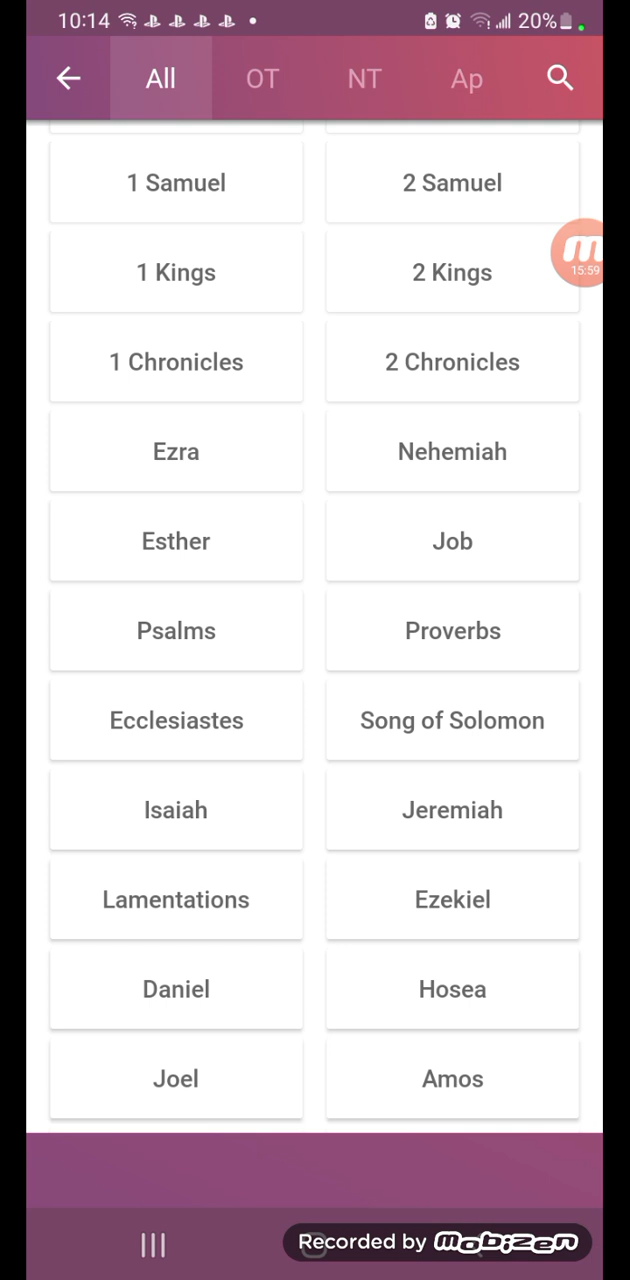 10:14 20%
All OT NT Ap
1 Samuel 2 Samuel
1 Kings 2 Kings
m
15:59
1 Chronicles 2 Chronicles
Ezra Nehemiah
Esther Job
Psalms Proverbs
Ecclesiastes Song of Solomon
Isaiah Jeremiah
Lamentations Ezekiel
Daniel Hosea
Joel Amos
Recorded by mobizen